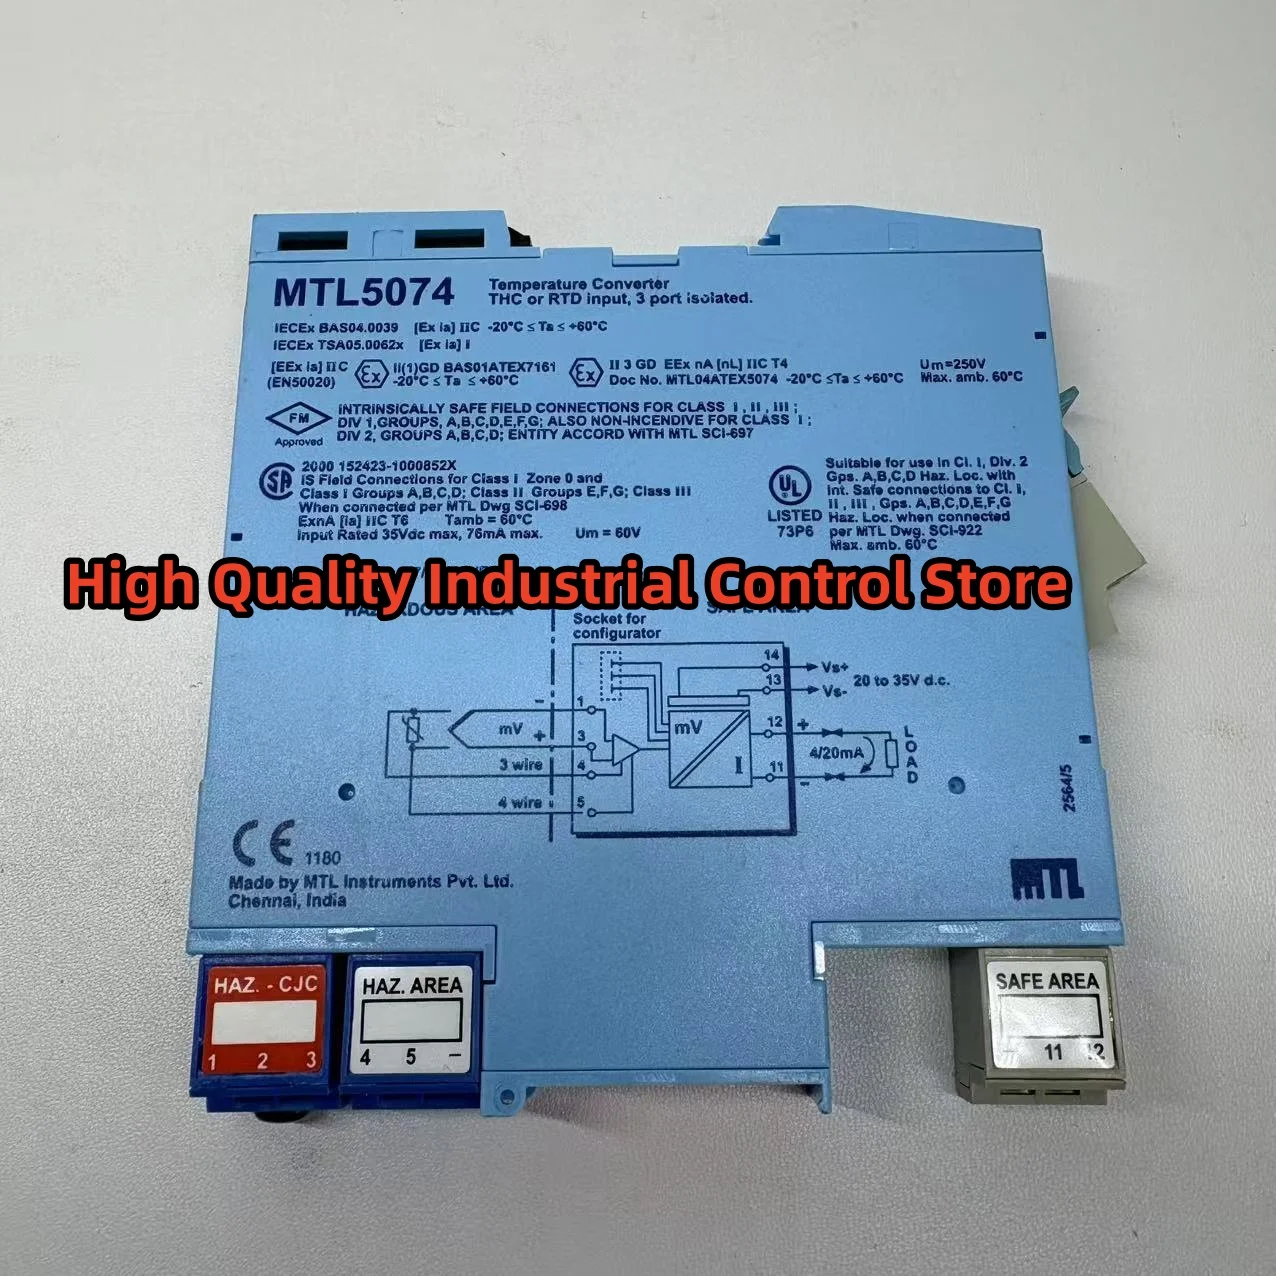 MTL5074
Temperature Converter
THC or RTD input, 3 port isolated.
IECEx BAS04.0039 [Ex ia] IIC -20°C ≤ Ta ≤ +60°C
IECEx TSA05.0062x [Ex ia] I
[EEx ia] IIC
(EN50020)
Ex
II(1)GD BAS01ATEX7161
-20°C ≤ Ta ≤ +60°C
Ex
II 3 GD EEx nA [nL] IIC T4
Doc No. MTL04ATEX5074 -20°C ≤Ta ≤ +60°C
Um=250V
Max. amb. 60°C
FM
Approved
INTRINSICALLY SAFE FIELD CONNECTIONS FOR CLASS I, II, III;
DIV 1,GROUPS, A,B,C,D,E,F,G; ALSO NON-INCENDIVE FOR CLASS I;
DIV 2, GROUPS A,B,C,D; ENTITY ACCORD WITH MTL SCI-697
SA
2000 152423-1000852X
IS Field Connections for Class I Zone 0 and
Class I Groups A,B,C,D; Class II Groups E,F,G; Class III
When connected per MTL Dwg SCI-698
ExnA [ia] IIC T6 Tamb = 60°C
Input Rated 35Vdc max, 76mA max. Um = 60V
UL
LISTED
73P6
Suitable for use in Cl. I, Div. 2
Gps. A,B,C,D Haz. Loc. with
Int. Safe connections to Cl. I,
II, III, Gps. A,B,C,D,E,F,G
Haz. Loc. when connected
per MTL Dwg. SCI-922
Max. amb. 60°C
High Quality Industrial Control Store
HAZARDOUS AREA
SAFE AREA
Socket for
configurator
14
Vs+
13
Vs-
20 to 35V d.c.
-
1
mV
+
3
3 wire
4
4 wire
5
mV
I
12
+
4/20mA
11
-
LOAD
2564/5
CE 1180
Made by MTL Instruments Pvt. Ltd.
Chennai, India
MTL
HAZ. - CJC
1 2 3
HAZ. AREA
4 5 –
SAFE AREA
11 12